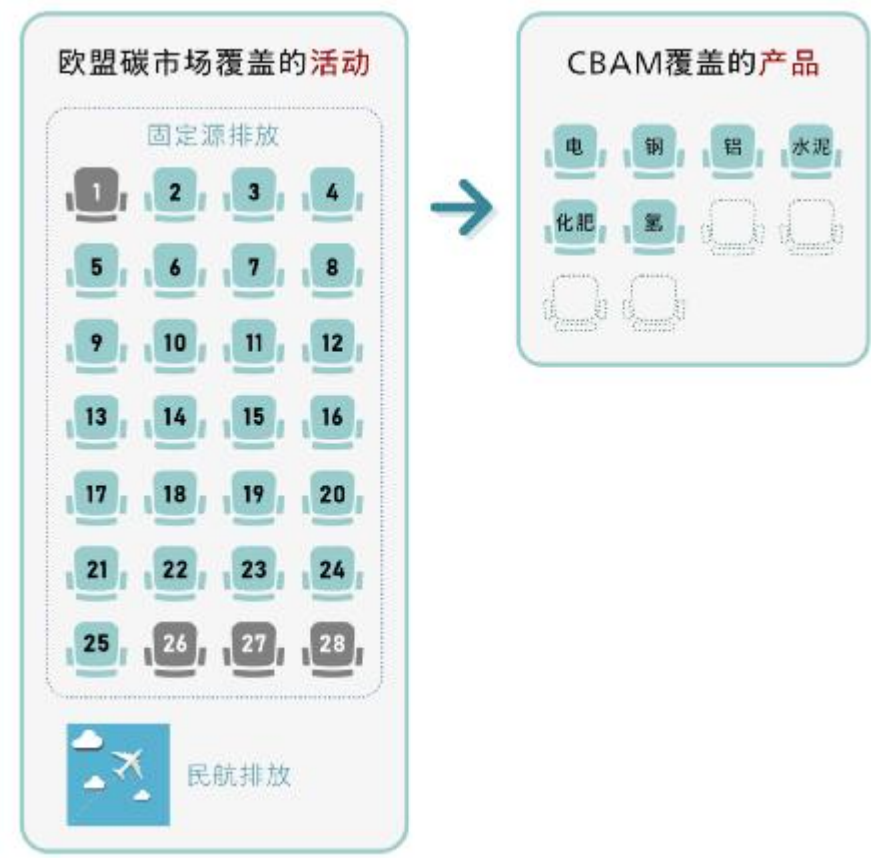 欧盟碳市场覆盖的活动
固定源排放
1 2 3 4
5 6 7 8
9 10 11 12
13 14 15 16
17 18 19 20
21 22 23 24
25 26 27 28
民航排放
CBAM覆盖的产品
电 钢 铝 水泥
化肥 氢